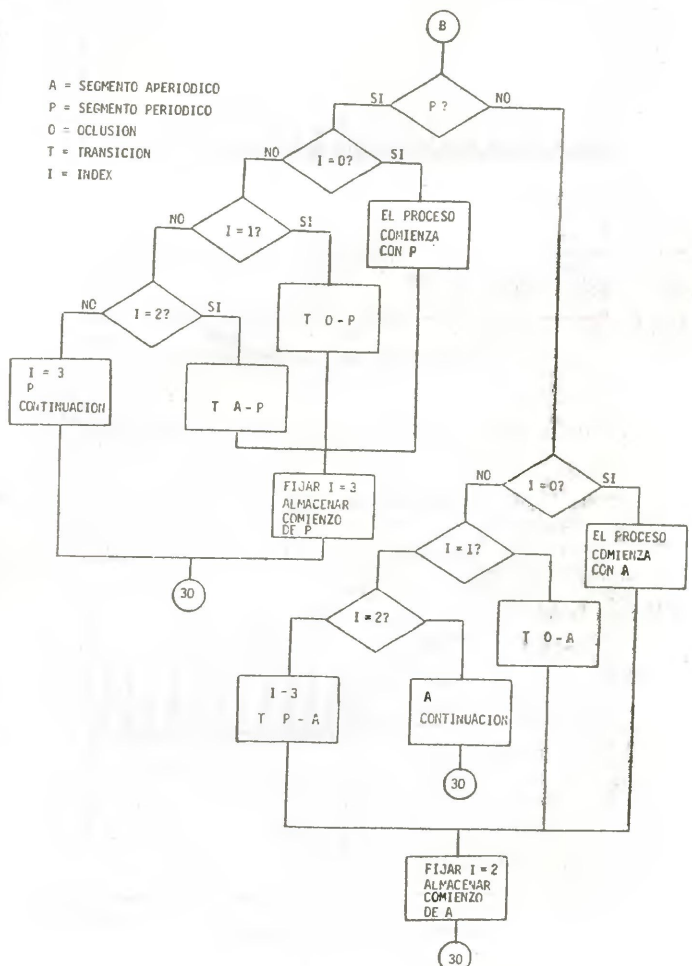 B
A = SEGMENTO APERIODICO
P = SEGMENTO PERIODICO
O = OCLUSION
T = TRANSICION
I = INDEX
SI
P ?
NO
NO
I = 0?
SI
EL PROCESO
COMIENZA
CON P
NO
I = 1?
SI
T O - P
NO
I = 2?
SI
I = 3
P
CONTINUACION
T A - P
FIJAR I = 3
ALMACENAR
COMIENZO
DE P
30
NO
I = 0?
SI
EL PROCESO
COMIENZA
CON A
I = 1?
T O - A
I = 2?
I - 3
T P - A
A
CONTINUACION
30
FIJAR I = 2
ALMACENAR
COMIENZO
DE A
30